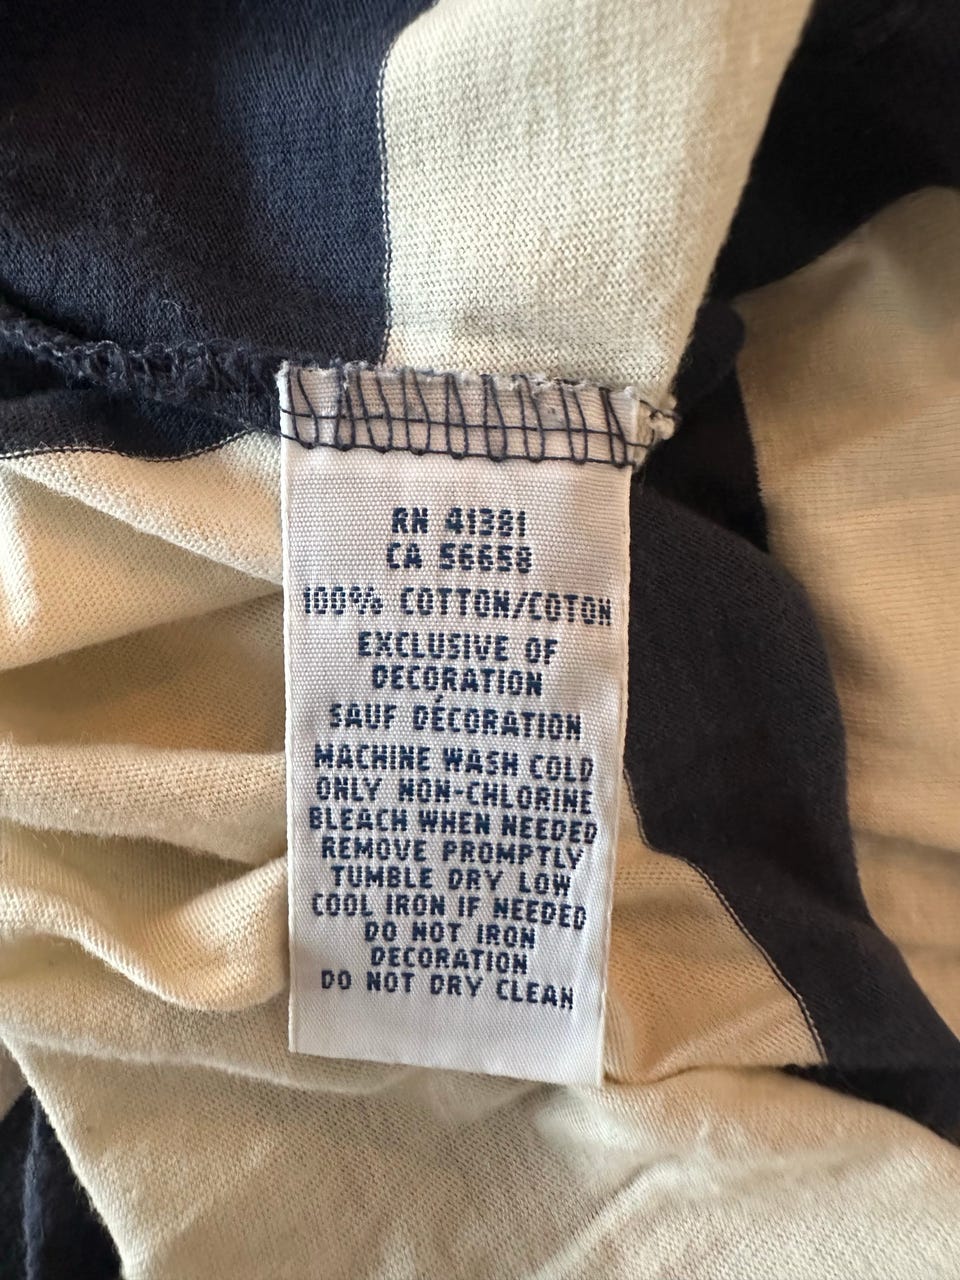 RN 41381
CA 56658
100% COTTON/COTON
EXCLUSIVE OF
DECORATION
SAUF DÉCORATION
MACHINE WASH COLD
ONLY NON-CHLORINE
BLEACH WHEN NEEDED
REMOVE PROMPTLY
TUMBLE DRY LOW
COOL IRON IF NEEDED
DO NOT IRON
DECORATION
DO NOT DRY CLEAN